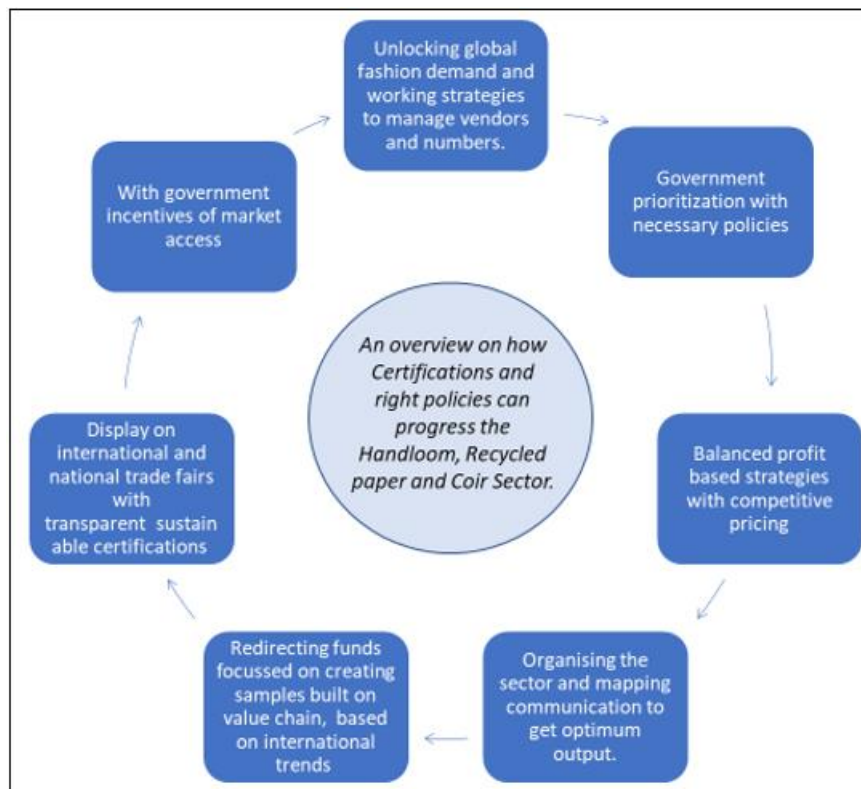 Unlocking global
fashion demand and
working strategies
to manage vendors
and numbers.
Government
prioritization with
necessary policies
Balanced profit
based strategies
with competitive
pricing
Organising the
sector and mapping
communication to
get optimum
output.
Redirecting funds
focussed on creating
samples built on
value chain, based
on international
trends
Display on
international and
national trade fairs
with
transparent sustain
able certifications
With government
incentives of market
access
An overview on how
Certifications and
right policies can
progress the
Handloom, Recycled
paper and Coir Sector.